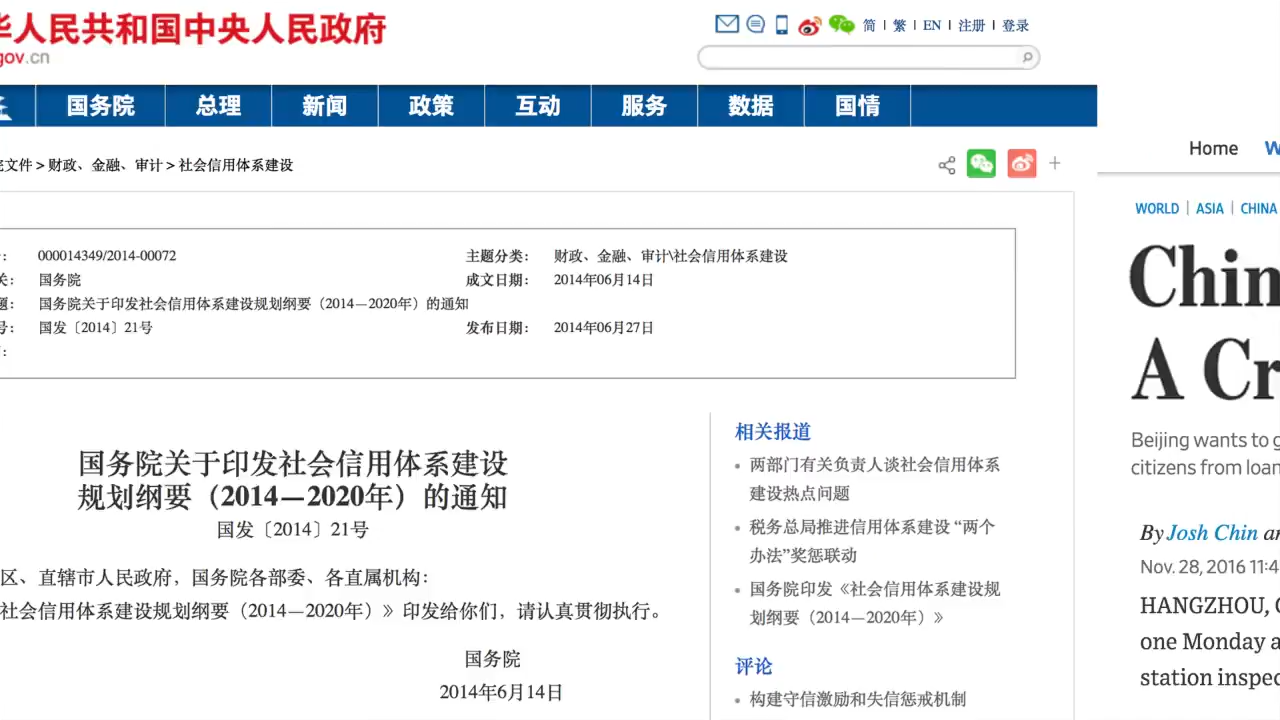 华人民共和国中央人民政府
gov.cn
简 | 繁 | EN | 注册 | 登录
国务院 总理 新闻 政策 互动 服务 数据 国情
院文件 > 财政、金融、审计 > 社会信用体系建设
000014349/2014-00072 主题分类: 财政、金融、审计\社会信用体系建设
关: 国务院 成文日期: 2014年06月14日
题: 国务院关于印发社会信用体系建设规划纲要（2014—2020年）的通知
号: 国发〔2014〕21号 发布日期: 2014年06月27日
国务院关于印发社会信用体系建设
规划纲要（2014—2020年）的通知
国发〔2014〕21号
区、直辖市人民政府，国务院各部委、各直属机构：
社会信用体系建设规划纲要（2014—2020年）》印发给你们，请认真贯彻执行。
国务院
2014年6月14日
相关报道
• 两部门有关负责人谈社会信用体系
建设热点问题
• 税务总局推进信用体系建设 “两个
办法”奖惩联动
• 国务院印发《社会信用体系建设规
划纲要（2014—2020年）》
评论
• 构建守信激励和失信惩戒机制
Home W
WORLD | ASIA | CHINA
Chin
A Cr
Beijing wants to g
citizens from loan
By Josh Chin an
Nov. 28, 2016 11:4
HANGZHOU, C
one Monday a
station inspec